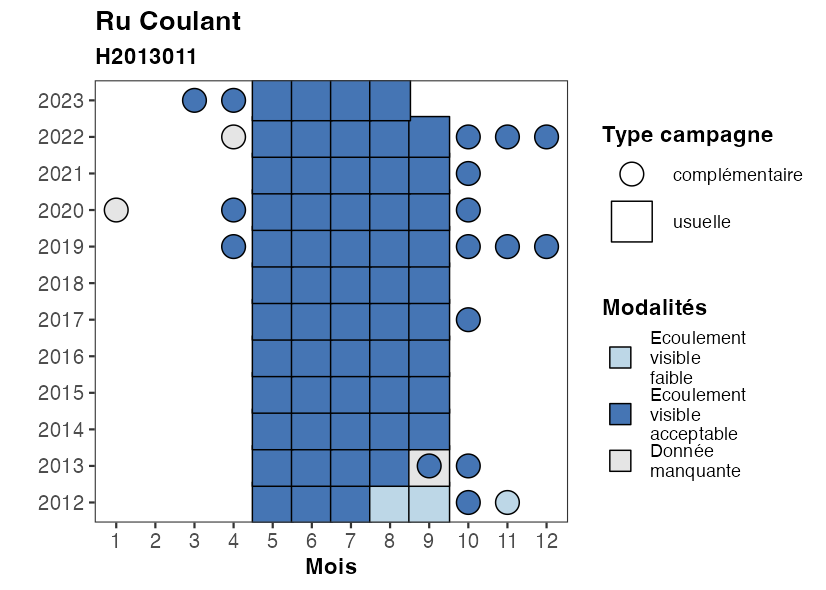 Ru Coulant
H2013011
2023
2022
2021
2020
2019
2018
2017
2016
2015
2014
2013
2012
1 2 3 4 5 6 7 8 9 10 11 12
Mois
Type campagne
complémentaire
usuelle
Modalités
Ecoulement
visible
faible
Ecoulement
visible
acceptable
Donnée
manquante